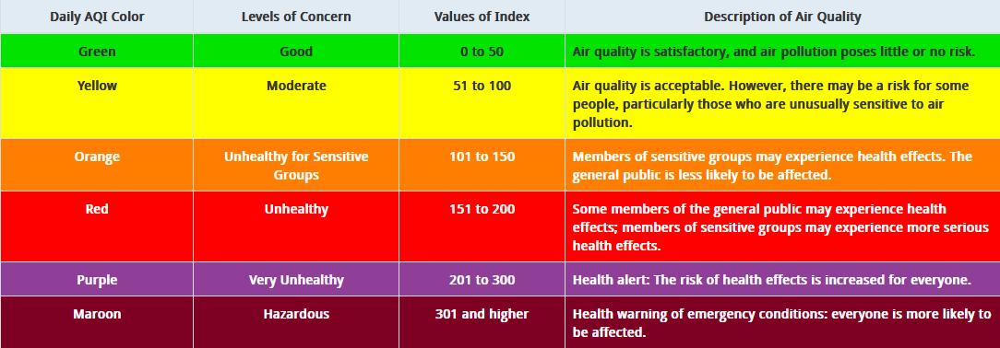 Daily AQI Color Levels of Concern Values of Index Description of Air Quality
Green Good 0 to 50 Air quality is satisfactory, and air pollution poses little or no risk.
Yellow Moderate 51 to 100 Air quality is acceptable. However, there may be a risk for some
people, particularly those who are unusually sensitive to air
pollution.
Orange Unhealthy for Sensitive 101 to 150 Members of sensitive groups may experience health effects. The
Groups general public is less likely to be affected.
Red Unhealthy 151 to 200 Some members of the general public may experience health
effects; members of sensitive groups may experience more serious
health effects.
Purple Very Unhealthy 201 to 300 Health alert: The risk of health effects is increased for everyone.
Maroon Hazardous 301 and higher Health warning of emergency conditions: everyone is more likely to
be affected.